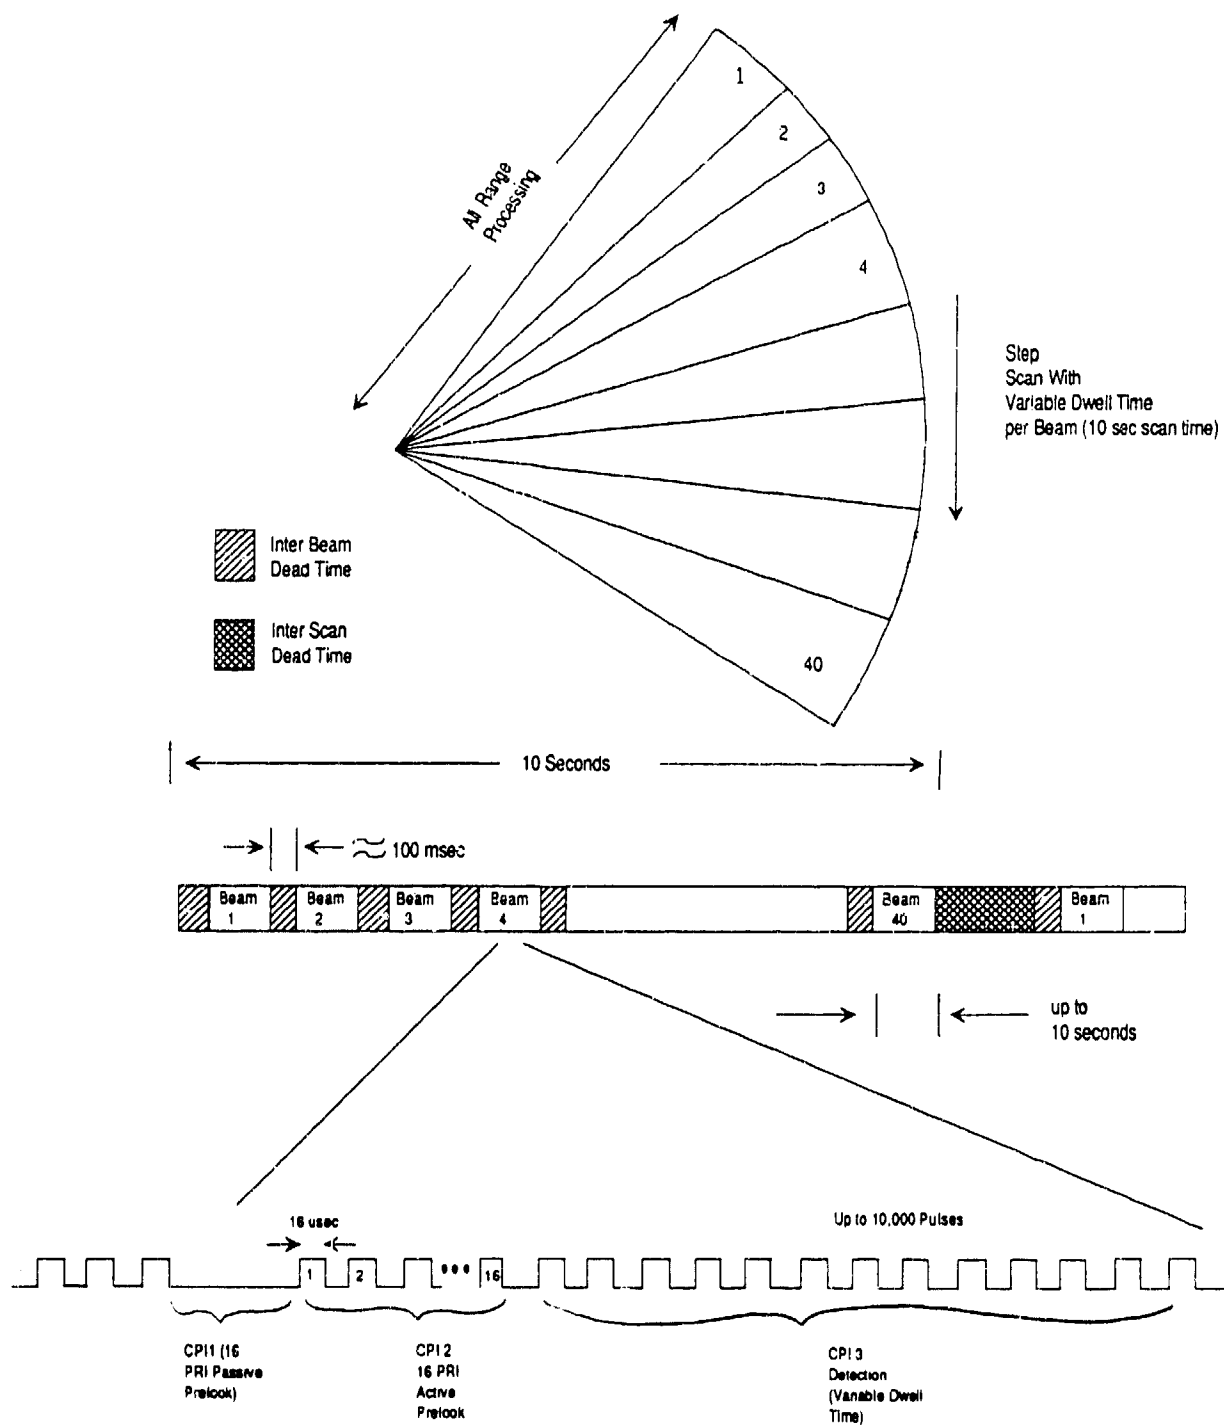 1
2
3
4
40
All Range
Processing
Step
Scan With
Variable Dwell Time
per Beam (10 sec scan time)
Inter Beam
Dead Time
Inter Scan
Dead Time
10 Seconds
≈ 100 msec
Beam
1
Beam
2
Beam
3
Beam
4
Beam
40
Beam
1
up to
10 seconds
16 usec
Up to 10,000 Pulses
1
2
•••
16
CPI1 (16
PRI Passive
Prelook)
CPI 2
16 PRI
Active
Prelook
CPI 3
Detection
(Variable Dwell
Time)